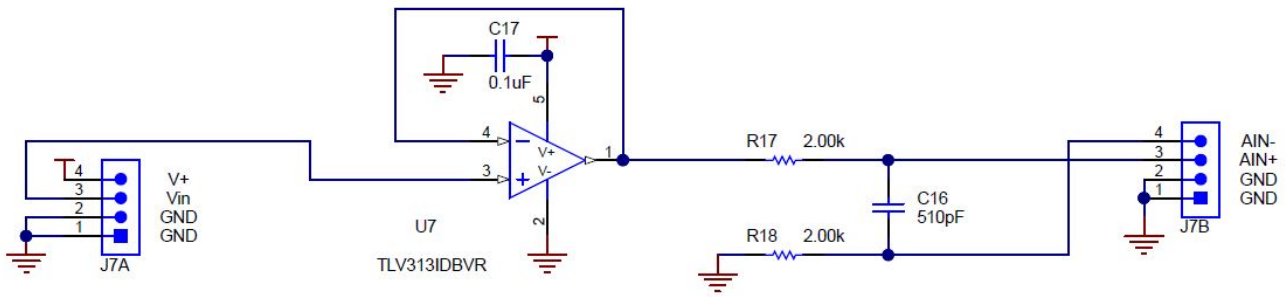 C17
0.1uF
5
4
V+
1
3
V-
2
U7
TLV313IDBVR
4
V+
3
Vin
2
GND
1
GND
J7A
R17
2.00k
C16
510pF
R18
2.00k
4
AIN-
3
AIN+
2
GND
1
GND
J7B